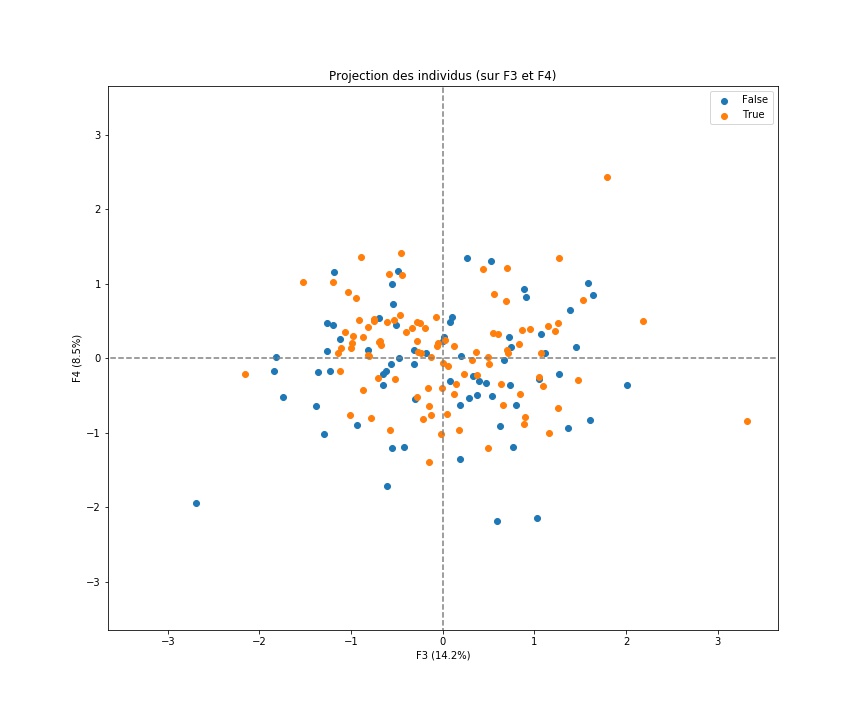 Projection des individus (sur F3 et F4)
False
True
3
2
1
0
−1
−2
−3
F4 (8.5%)
−3
−2
−1
0
1
2
3
F3 (14.2%)